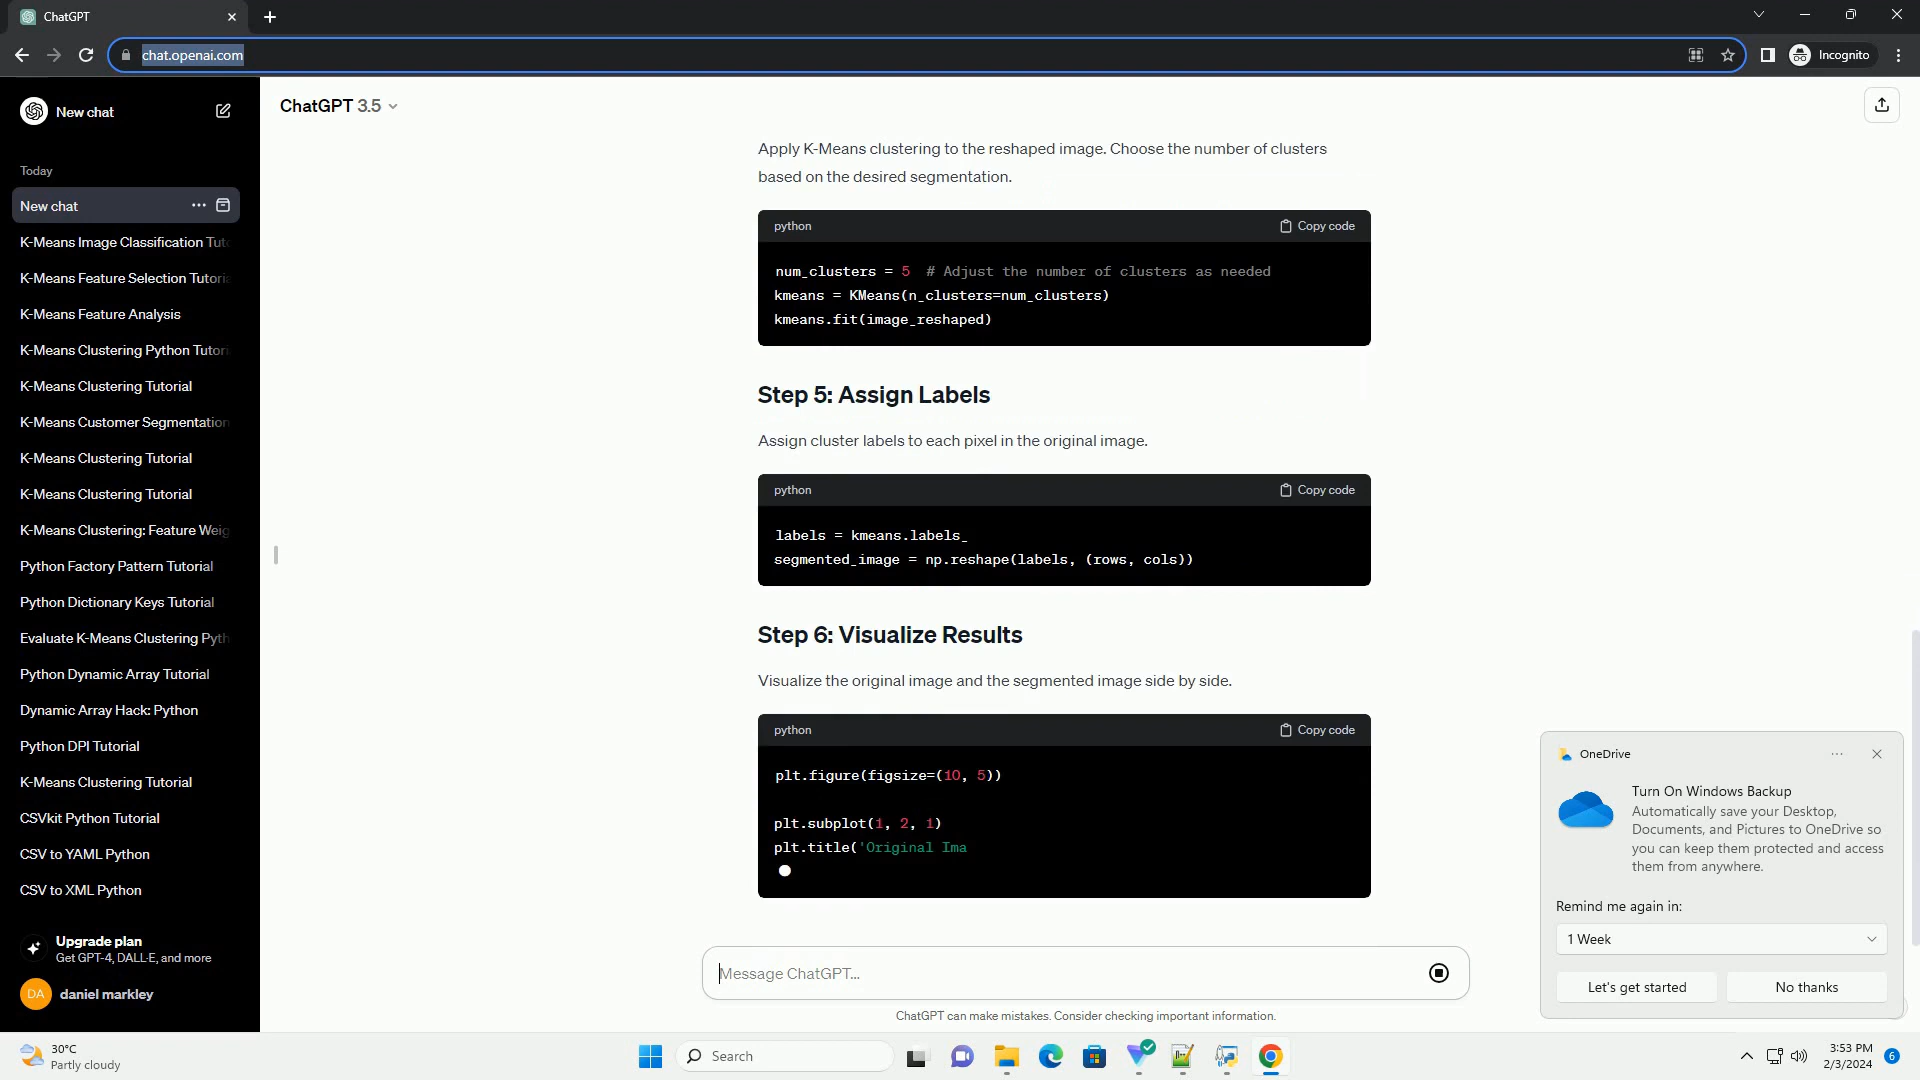 ChatGPT
chat.openai.com
Incognito
New chat
Today
New chat
K-Means Image Classification Tuto
K-Means Feature Selection Tutoria
K-Means Feature Analysis
K-Means Clustering Python Tutori
K-Means Clustering Tutorial
K-Means Customer Segmentation
K-Means Clustering Tutorial
K-Means Clustering Tutorial
K-Means Clustering: Feature Weig
Python Factory Pattern Tutorial
Python Dictionary Keys Tutorial
Evaluate K-Means Clustering Pyth
Python Dynamic Array Tutorial
Dynamic Array Hack: Python
Python DPI Tutorial
K-Means Clustering Tutorial
CSVkit Python Tutorial
CSV to YAML Python
CSV to XML Python
Upgrade plan
Get GPT-4, DALL·E, and more
DA daniel markley
ChatGPT 3.5
Apply K-Means clustering to the reshaped image. Choose the number of clusters
based on the desired segmentation.
python Copy code
num_clusters = 5  # Adjust the number of clusters as needed
kmeans = KMeans(n_clusters=num_clusters)
kmeans.fit(image_reshaped)
Step 5: Assign Labels
Assign cluster labels to each pixel in the original image.
python Copy code
labels = kmeans.labels_
segmented_image = np.reshape(labels, (rows, cols))
Step 6: Visualize Results
Visualize the original image and the segmented image side by side.
python Copy code
plt.figure(figsize=(10, 5))
plt.subplot(1, 2, 1)
plt.title('Original Ima
Message ChatGPT...
ChatGPT can make mistakes. Consider checking important information.
OneDrive
Turn On Windows Backup
Automatically save your Desktop,
Documents, and Pictures to OneDrive so
you can keep them protected and access
them from anywhere.
Remind me again in:
1 Week
Let's get started No thanks
30°C
Partly cloudy
Search
3:53 PM
2/3/2024
6